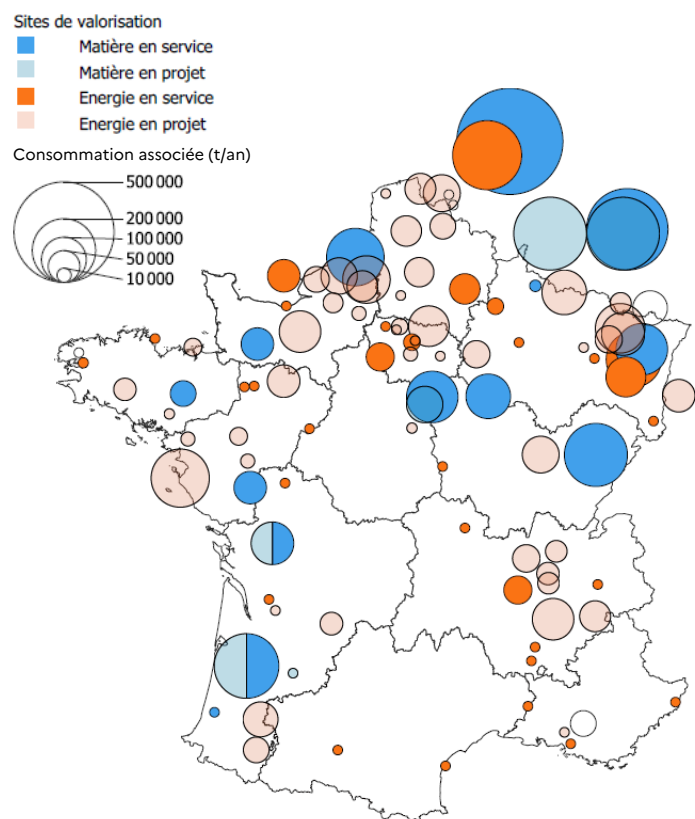 Sites de valorisation
Matière en service
Matière en projet
Energie en service
Energie en projet
Consommation associée (t/an)
500 000
200 000
100 000
50 000
10 000